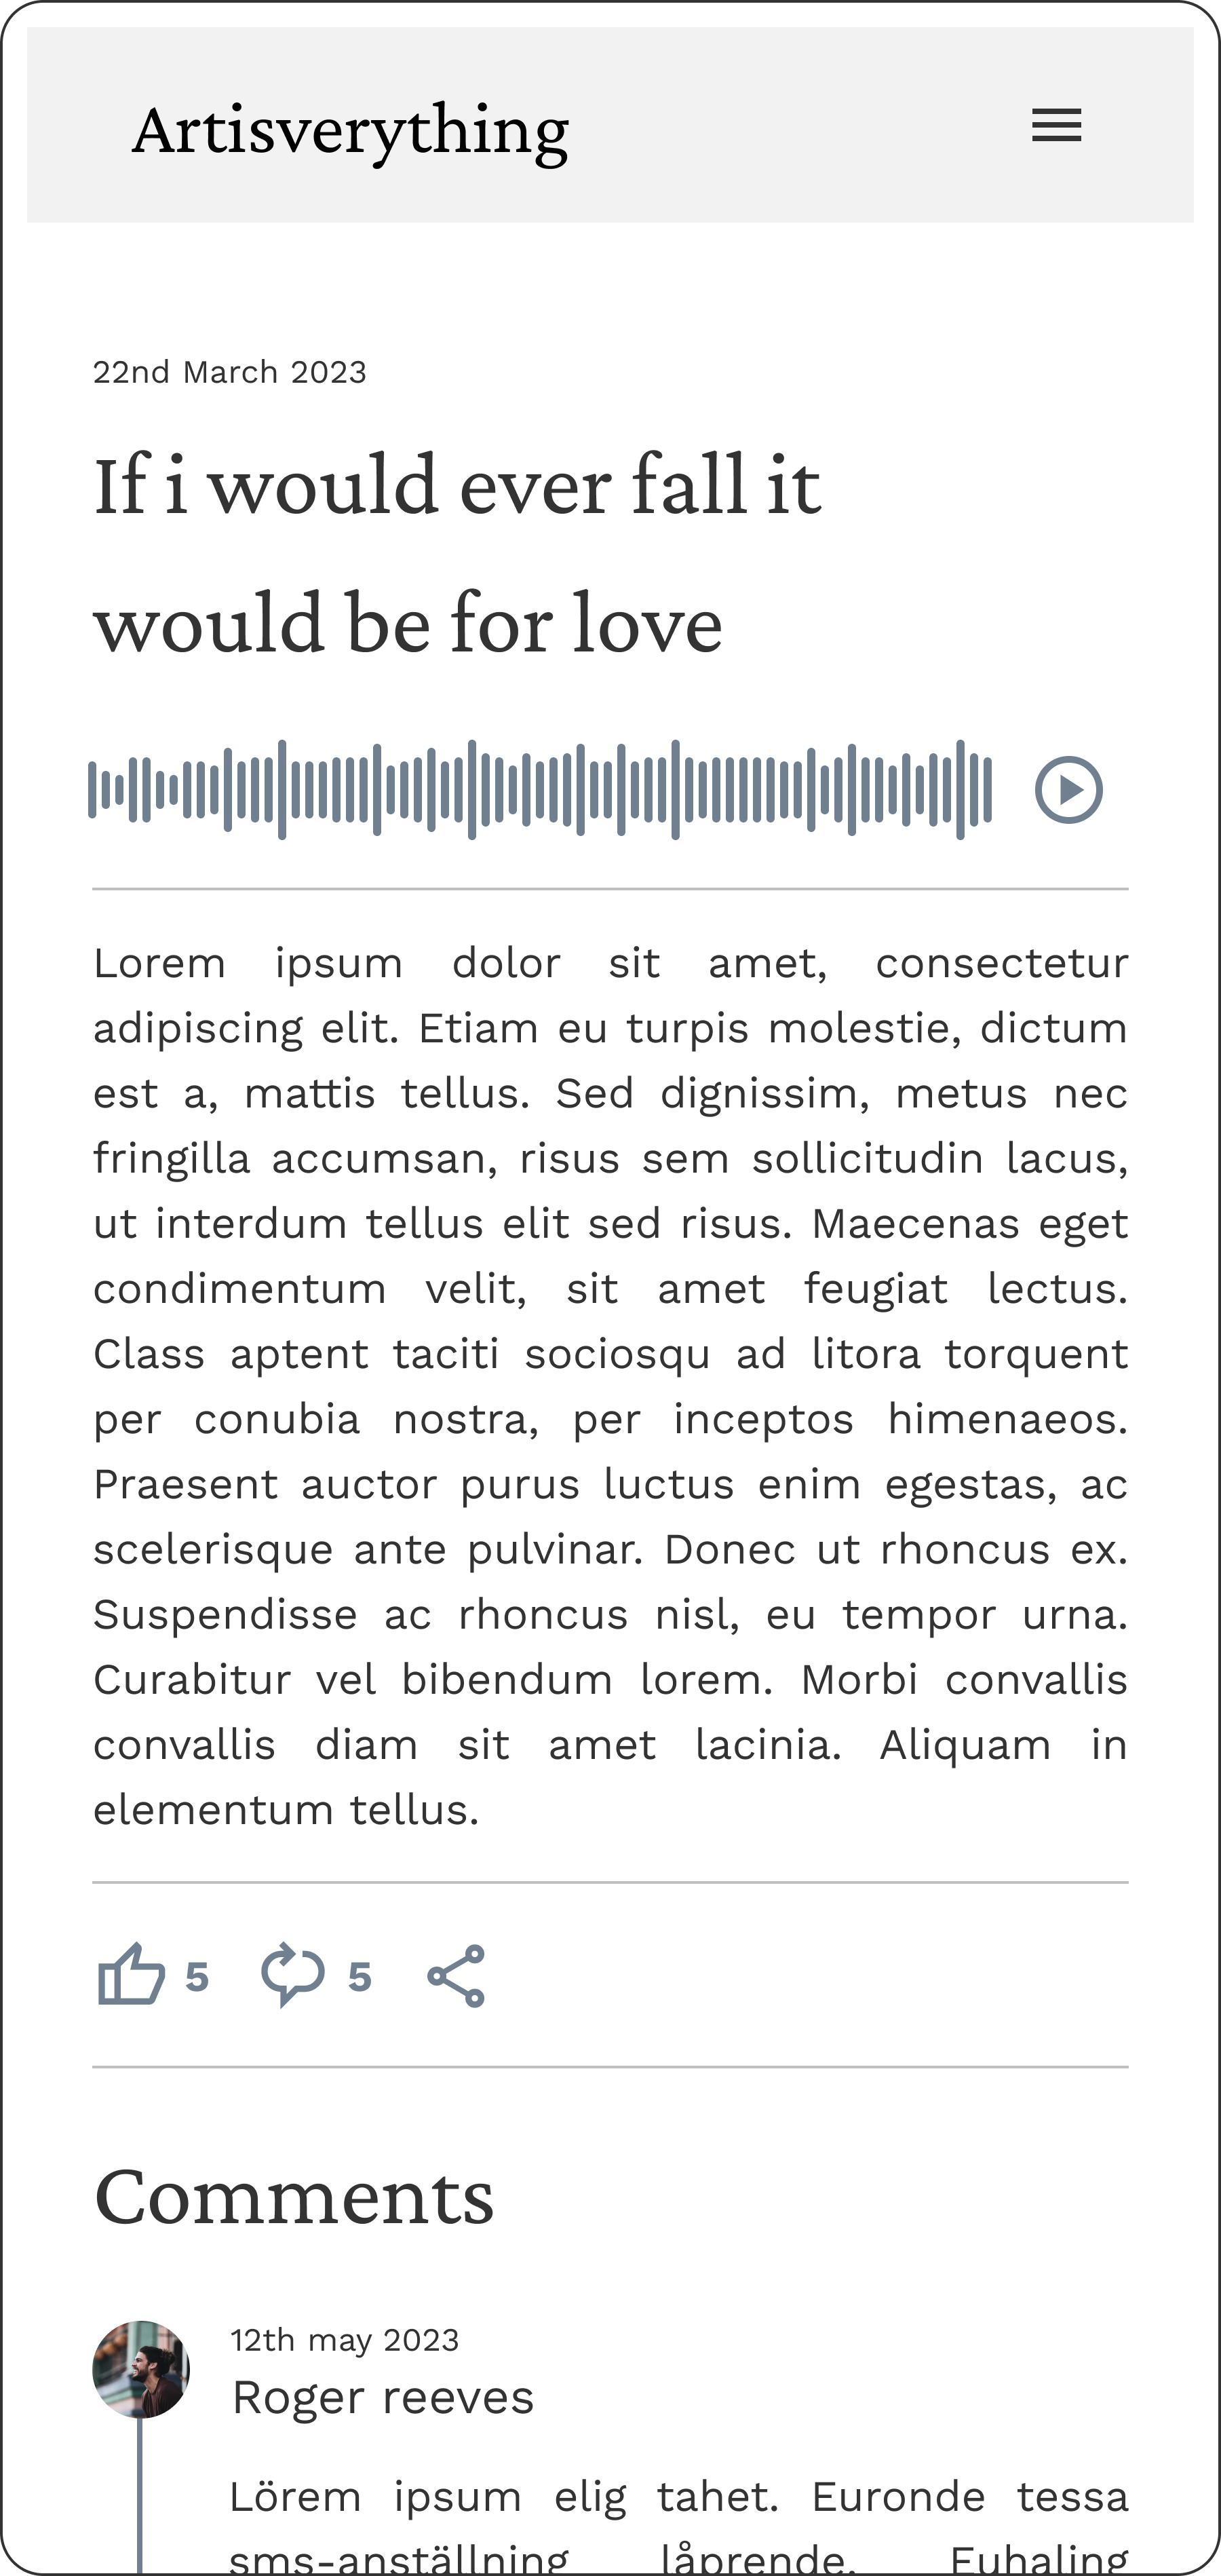 Artisverything
22nd March 2023
If i would ever fall it
would be for love
Lorem ipsum dolor sit amet, consectetur
adipiscing elit. Etiam eu turpis molestie, dictum
est a, mattis tellus. Sed dignissim, metus nec
fringilla accumsan, risus sem sollicitudin lacus,
ut interdum tellus elit sed risus. Maecenas eget
condimentum velit, sit amet feugiat lectus.
Class aptent taciti sociosqu ad litora torquent
per conubia nostra, per inceptos himenaeos.
Praesent auctor purus luctus enim egestas, ac
scelerisque ante pulvinar. Donec ut rhoncus ex.
Suspendisse ac rhoncus nisl, eu tempor urna.
Curabitur vel bibendum lorem. Morbi convallis
convallis diam sit amet lacinia. Aliquam in
elementum tellus.
5 5
Comments
12th may 2023
Roger reeves
Lörem ipsum elig tahet. Euronde tessa
sms-anställning låprende. Euhaling